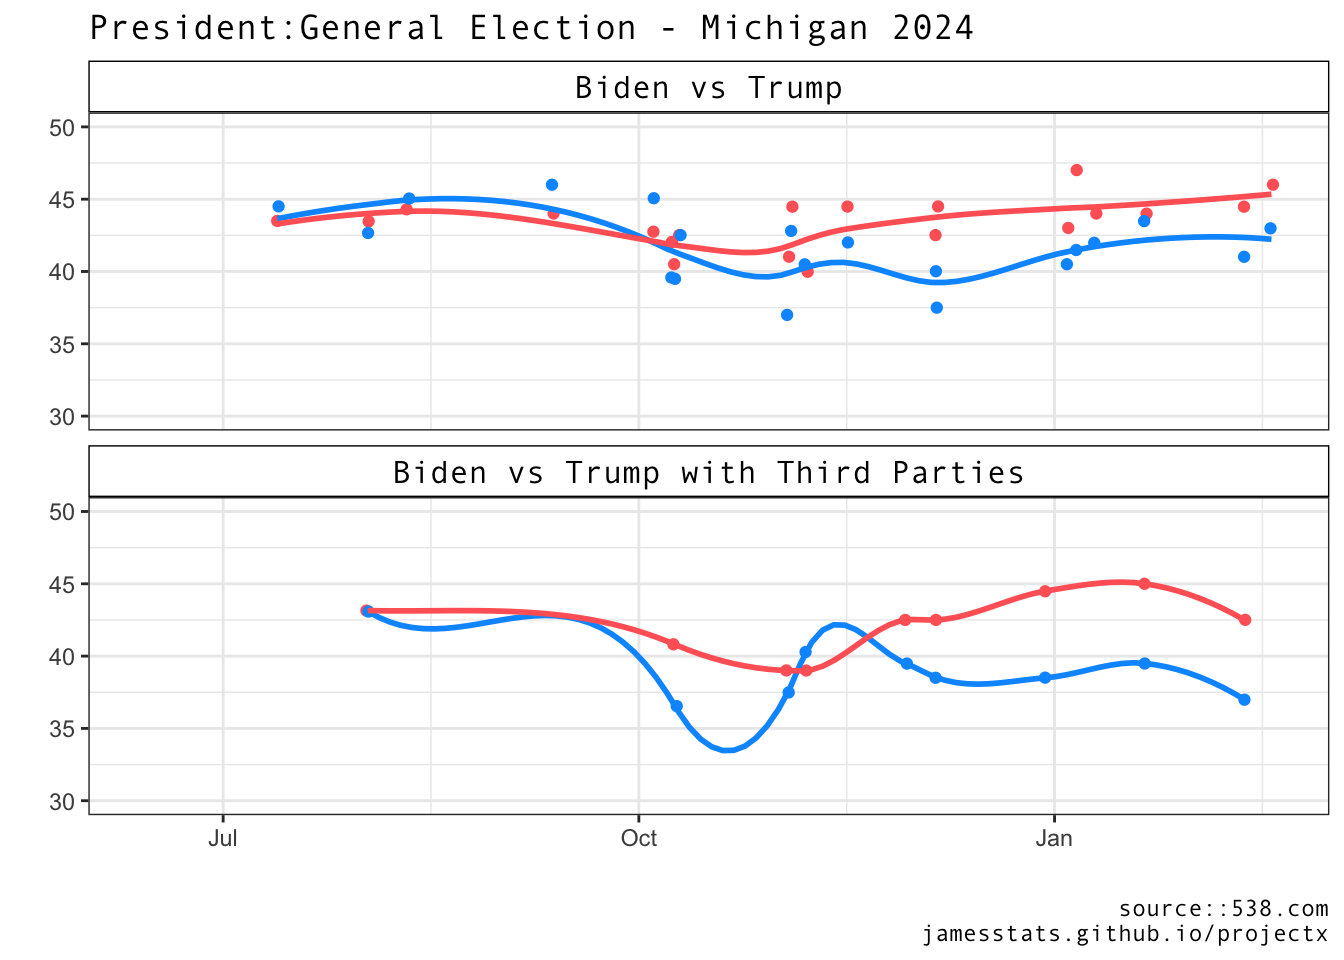 President:General Election - Michigan 2024
Biden vs Trump
50
45
40
35
30
Biden vs Trump with Third Parties
50
45
40
35
30
Jul Oct Jan
source::538.com
jamesstats.github.io/projectx